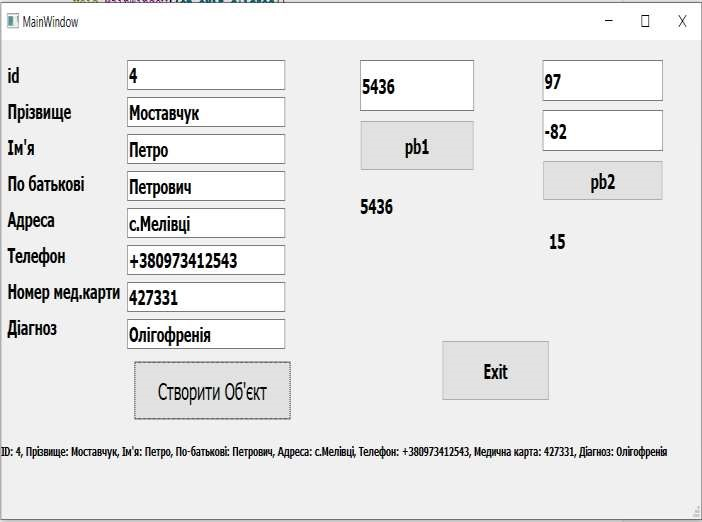 MainWindow
id
4
Прізвище
Моставчук
Ім'я
Петро
По батькові
Петрович
Адреса
с.Мелівці
Телефон
+380973412543
Номер мед.карти
427331
Діагноз
Олігофренія
Створити Об'єкт
5436
pb1
5436
97
-82
pb2
15
Exit
ID: 4, Прізвище: Моставчук, Ім'я: Петро, По-батькові: Петрович, Адреса: с.Мелівці, Телефон: +380973412543, Медична карта: 427331, Діагноз: Олігофренія